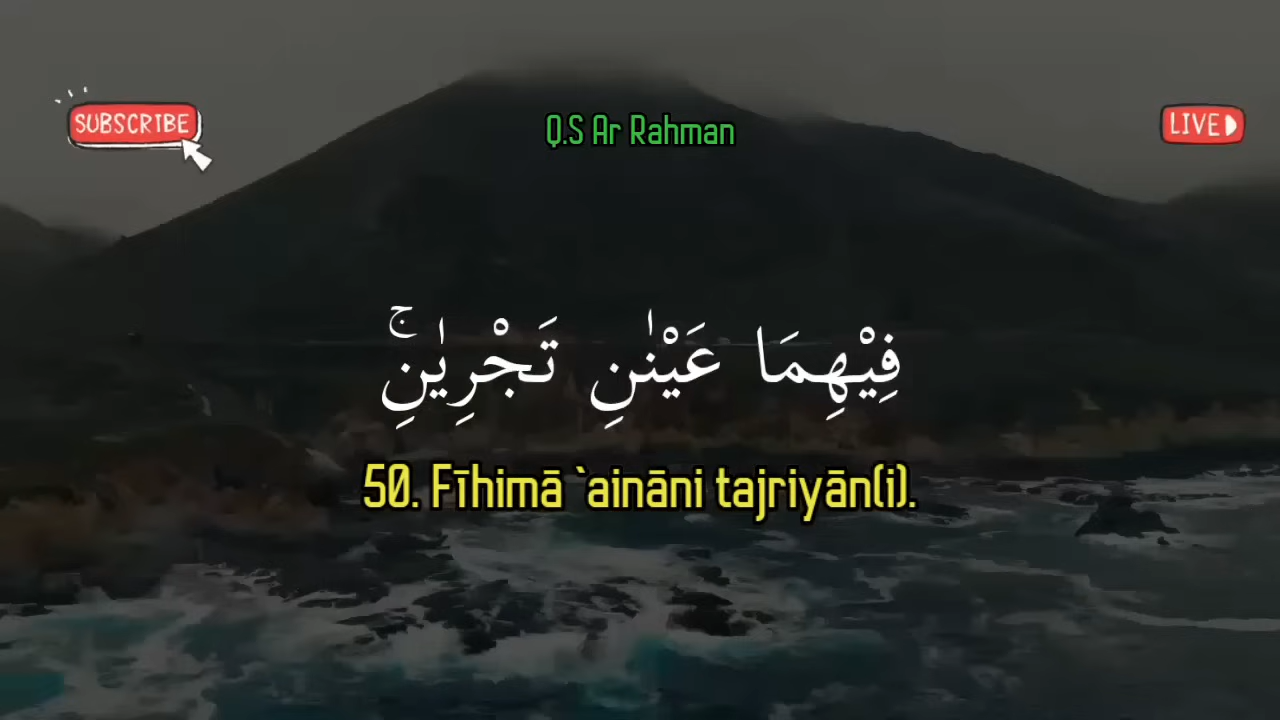 SUBSCRIBE
Q.S Ar Rahman
LIVE
فِيْهِمَا عَيْنٰنِ تَجْرِيٰنِۚ
50. Fīhimā `aināni tajriyān(i).